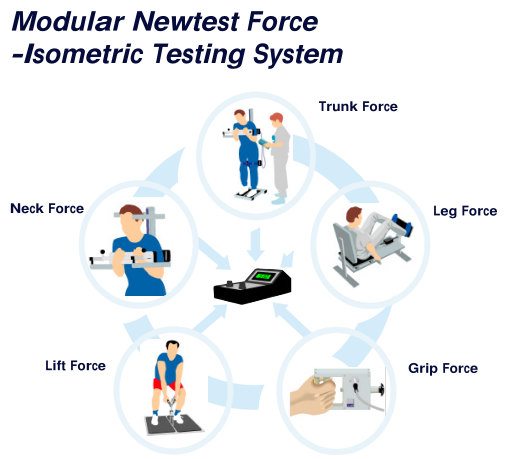 Modular Newtest Force
-Isometric Testing System
Trunk Force
Neck Force
Leg Force
Lift Force
Grip Force